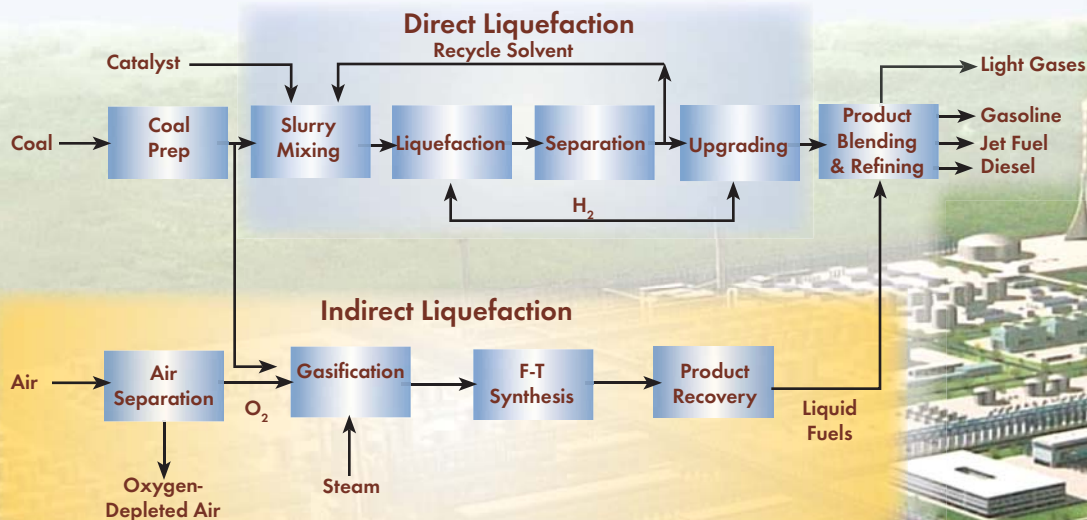 Direct Liquefaction
Recycle Solvent
Catalyst
Light Gases
Coal
Coal
Prep
Slurry
Mixing
Liquefaction
Separation
Upgrading
Product
Blending
& Refining
Gasoline
Jet Fuel
Diesel
H₂
Indirect Liquefaction
Air
Air
Separation
O₂
Gasification
F-T
Synthesis
Product
Recovery
Liquid
Fuels
Oxygen-
Depleted Air
Steam